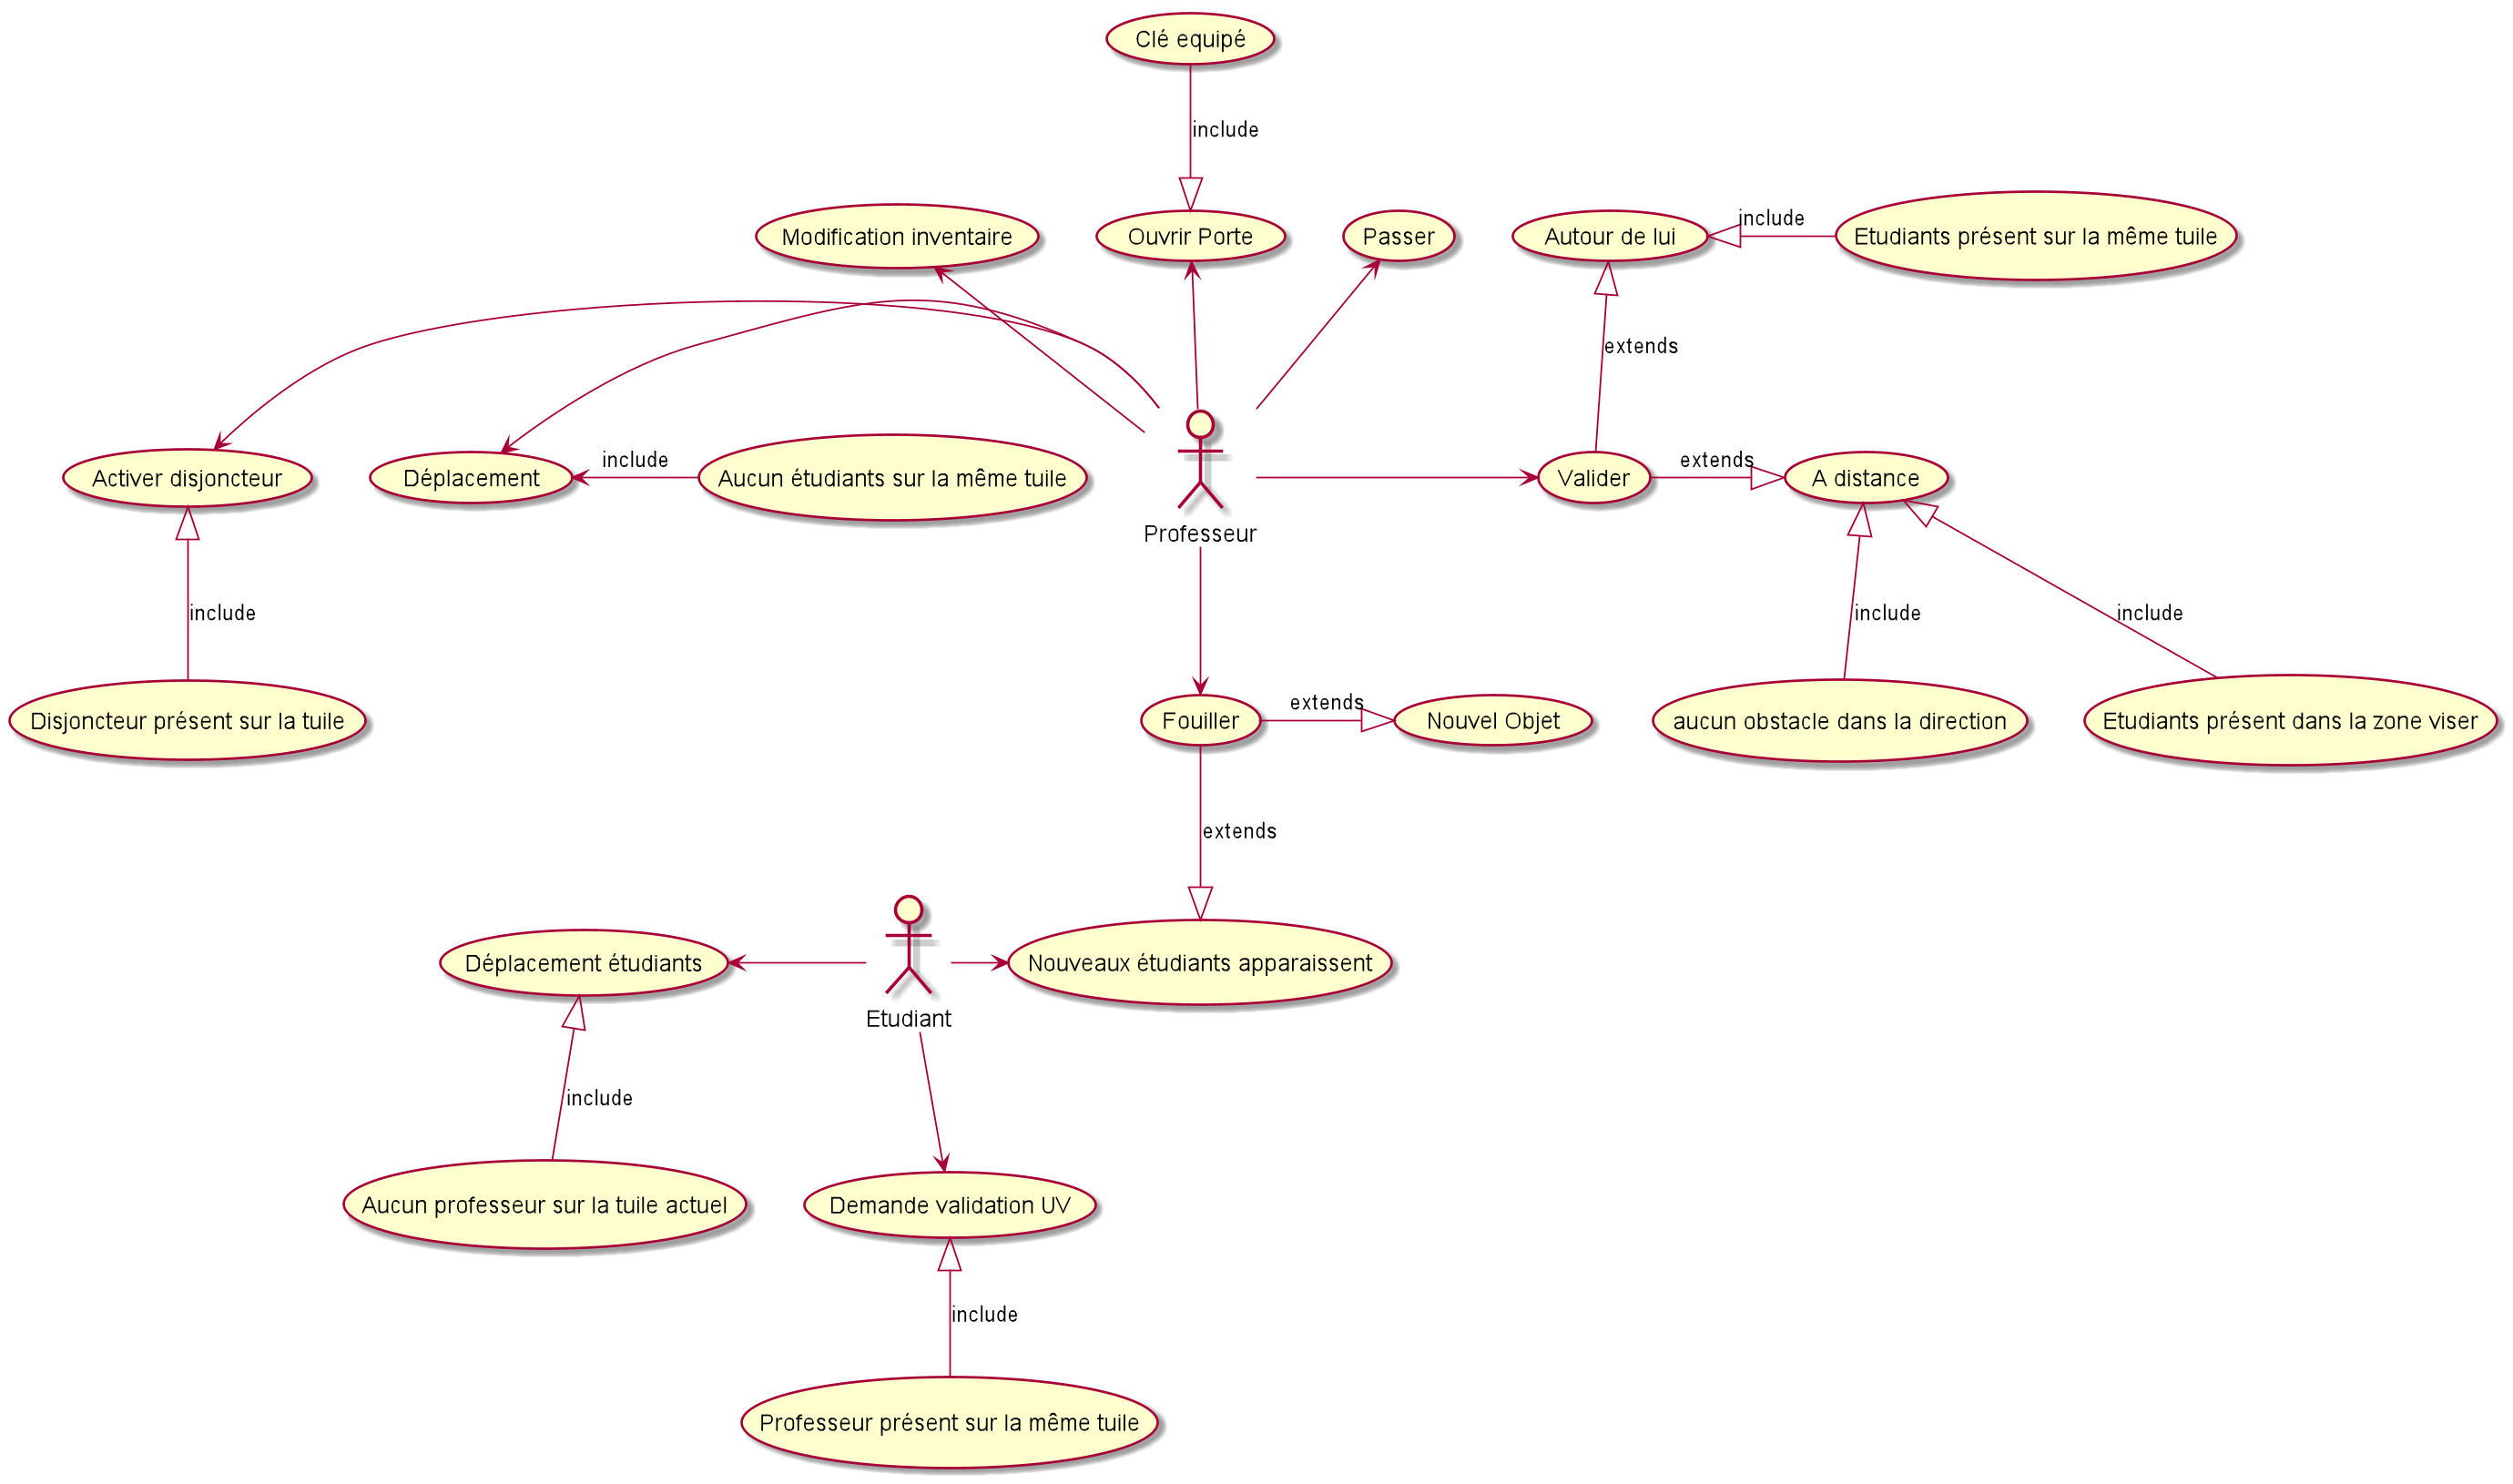 Clé equipé
include
Modification inventaire
Ouvrir Porte
Passer
Autour de lui
include
Etudiants présent sur la même tuile
extends
Activer disjoncteur
Déplacement
include
Aucun étudiants sur la même tuile
Professeur
Valider
extends
A distance
include
include
include
Disjoncteur présent sur la tuile
Fouiller
extends
Nouvel Objet
aucun obstacle dans la direction
Etudiants présent dans la zone viser
extends
Déplacement étudiants
Etudiant
Nouveaux étudiants apparaissent
include
Aucun professeur sur la tuile actuel
Demande validation UV
include
Professeur présent sur la même tuile